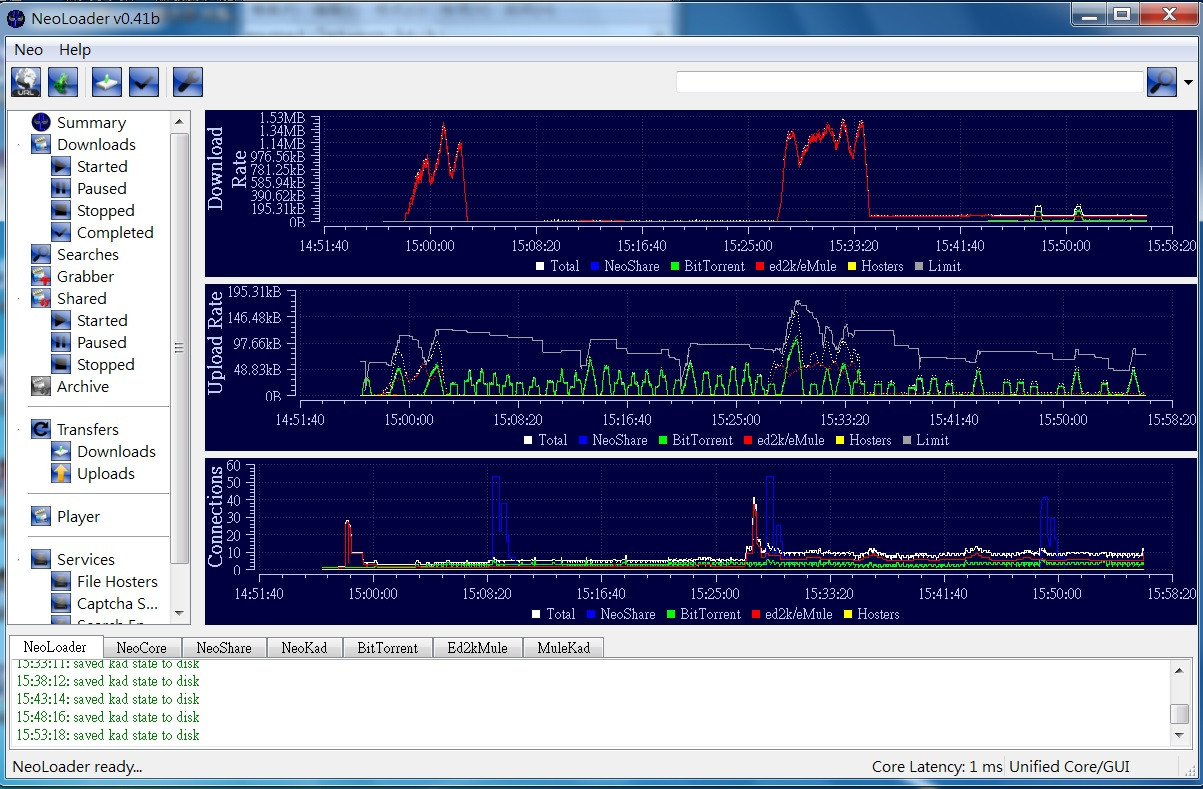 NeoLoader v0.41b
Neo Help
URL
Summary
Downloads
Started
Paused
Stopped
Completed
Searches
Grabber
Shared
Started
Paused
Stopped
Archive
Transfers
Downloads
Uploads
Player
Services
File Hosters
Captcha S...
Download Rate
1.53MB
1.34MB
1.14MB
976.56kB
781.25kB
585.94kB
390.62kB
195.31kB
0B
14:51:40 15:00:00 15:08:20 15:16:40 15:25:00 15:33:20 15:41:40 15:50:00 15:58:20
Total NeoShare BitTorrent ed2k/eMule Hosters Limit
Upload Rate
195.31kB
146.48kB
97.66kB
48.83kB
0B
14:51:40 15:00:00 15:08:20 15:16:40 15:25:00 15:33:20 15:41:40 15:50:00 15:58:20
Total NeoShare BitTorrent ed2k/eMule Hosters Limit
Connections
60
50
40
30
20
10
0
14:51:40 15:00:00 15:08:20 15:16:40 15:25:00 15:33:20 15:41:40 15:50:00 15:58:20
Total NeoShare BitTorrent ed2k/eMule Hosters
NeoLoader NeoCore NeoShare NeoKad BitTorrent Ed2kMule MuleKad
15:33:11: saved kad state to disk
15:38:12: saved kad state to disk
15:43:14: saved kad state to disk
15:48:16: saved kad state to disk
15:53:18: saved kad state to disk
NeoLoader ready... Core Latency: 1 ms Unified Core/GUI